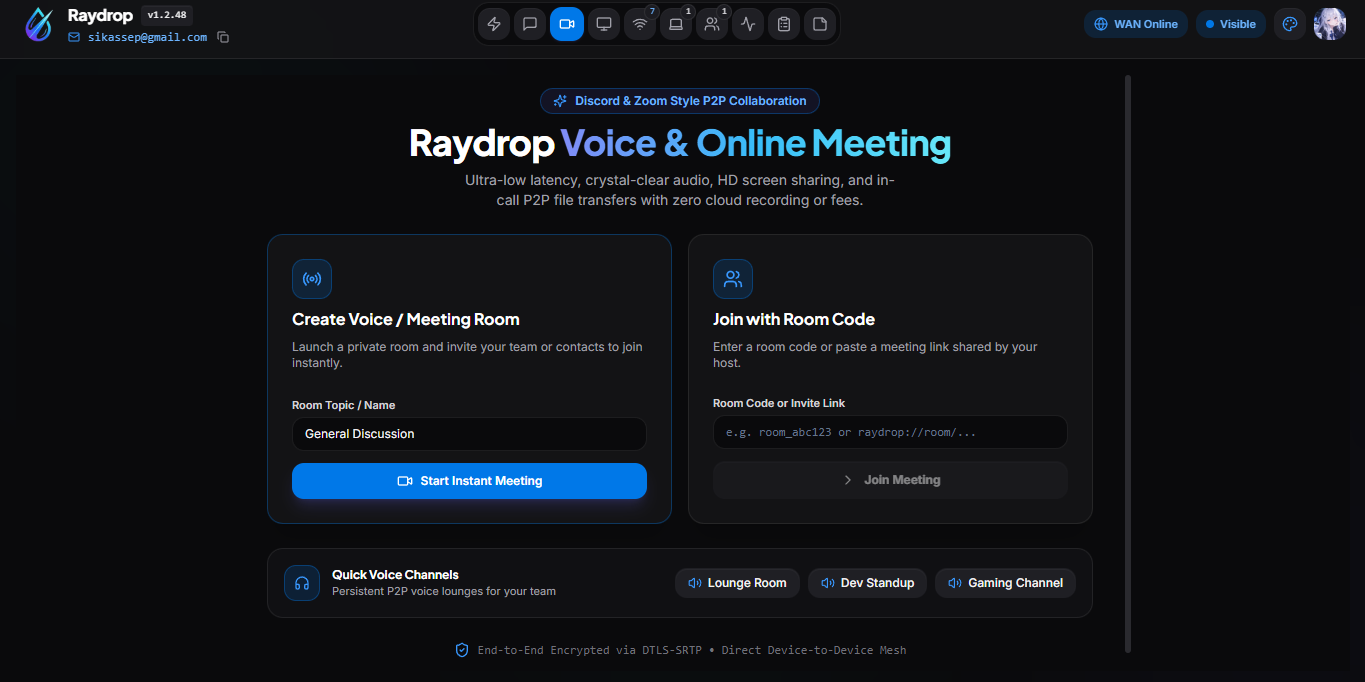 Raydrop v1.2.48
sikassep@gmail.com
7
1
1
WAN Online
Visible
Discord & Zoom Style P2P Collaboration
Raydrop Voice & Online Meeting
Ultra-low latency, crystal-clear audio, HD screen sharing, and in-
call P2P file transfers with zero cloud recording or fees.
Create Voice / Meeting Room
Launch a private room and invite your team or contacts to join
instantly.
Room Topic / Name
General Discussion
Start Instant Meeting
Join with Room Code
Enter a room code or paste a meeting link shared by your
host.
Room Code or Invite Link
e.g. room_abc123 or raydrop://room/...
Join Meeting
Quick Voice Channels
Persistent P2P voice lounges for your team
Lounge Room
Dev Standup
Gaming Channel
End-to-End Encrypted via DTLS-SRTP • Direct Device-to-Device Mesh